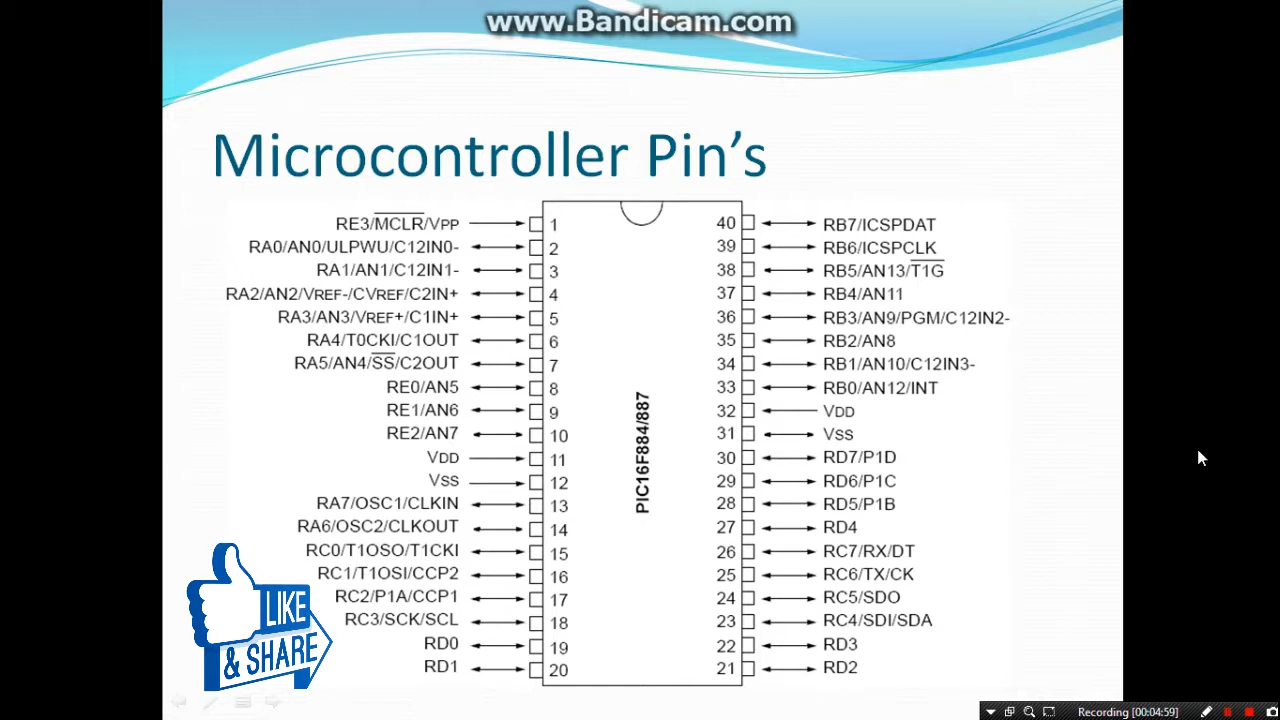 www.Bandicam.com
Microcontroller Pin’s
RE3/MCLR/VPP 1 40 RB7/ICSPDAT
RA0/AN0/ULPWU/C12IN0- 2 39 RB6/ICSPCLK
RA1/AN1/C12IN1- 3 38 RB5/AN13/T1G
RA2/AN2/VREF-/CVREF/C2IN+ 4 37 RB4/AN11
RA3/AN3/VREF+/C1IN+ 5 36 RB3/AN9/PGM/C12IN2-
RA4/T0CKI/C1OUT 6 35 RB2/AN8
RA5/AN4/SS/C2OUT 7 34 RB1/AN10/C12IN3-
RE0/AN5 8 33 RB0/AN12/INT
RE1/AN6 9 32 VDD
RE2/AN7 10 31 VSS
VDD 11 30 RD7/P1D
VSS 12 29 RD6/P1C
RA7/OSC1/CLKIN 13 28 RD5/P1B
RA6/OSC2/CLKOUT 14 27 RD4
RC0/T1OSO/T1CKI 15 26 RC7/RX/DT
RC1/T1OSI/CCP2 16 25 RC6/TX/CK
RC2/P1A/CCP1 17 24 RC5/SDO
RC3/SCK/SCL 18 23 RC4/SDI/SDA
RD0 19 22 RD3
RD1 20 21 RD2
PIC16F884/887
LIKE
& SHARE
Recording [00:04:59]